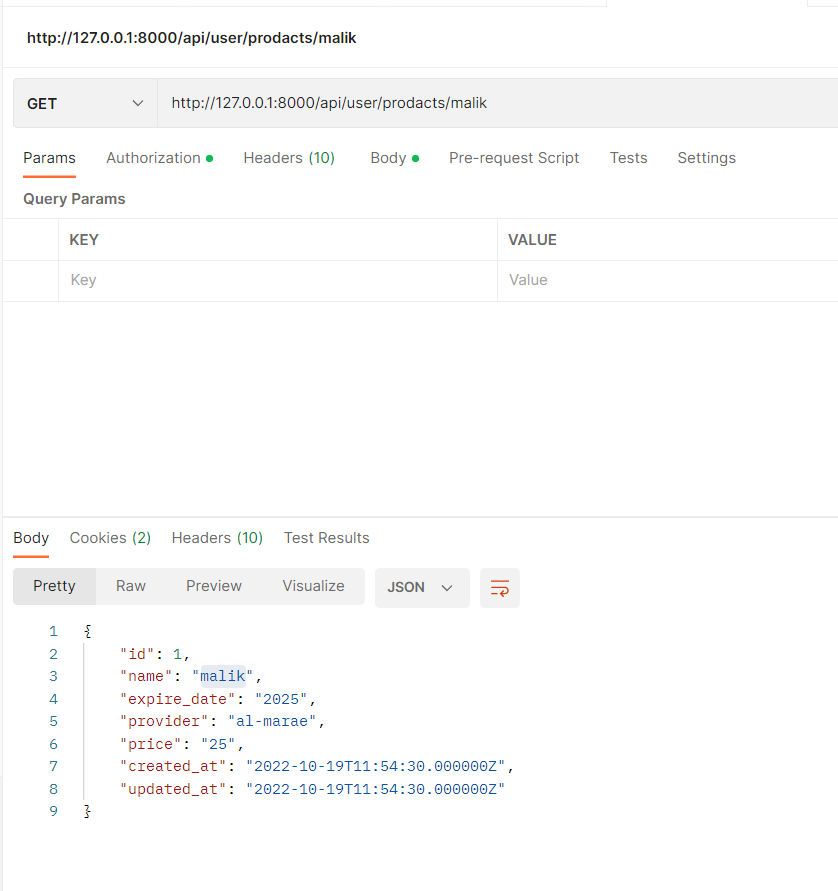 http://127.0.0.1:8000/api/user/prodacts/malik
GET http://127.0.0.1:8000/api/user/prodacts/malik
Params Authorization Headers (10) Body Pre-request Script Tests Settings
Query Params
KEY VALUE
Key Value
Body Cookies (2) Headers (10) Test Results
Pretty Raw Preview Visualize JSON
1 {
2 "id": 1,
3 "name": "malik",
4 "expire_date": "2025",
5 "provider": "al-marae",
6 "price": "25",
7 "created_at": "2022-10-19T11:54:30.000000Z",
8 "updated_at": "2022-10-19T11:54:30.000000Z"
9 }